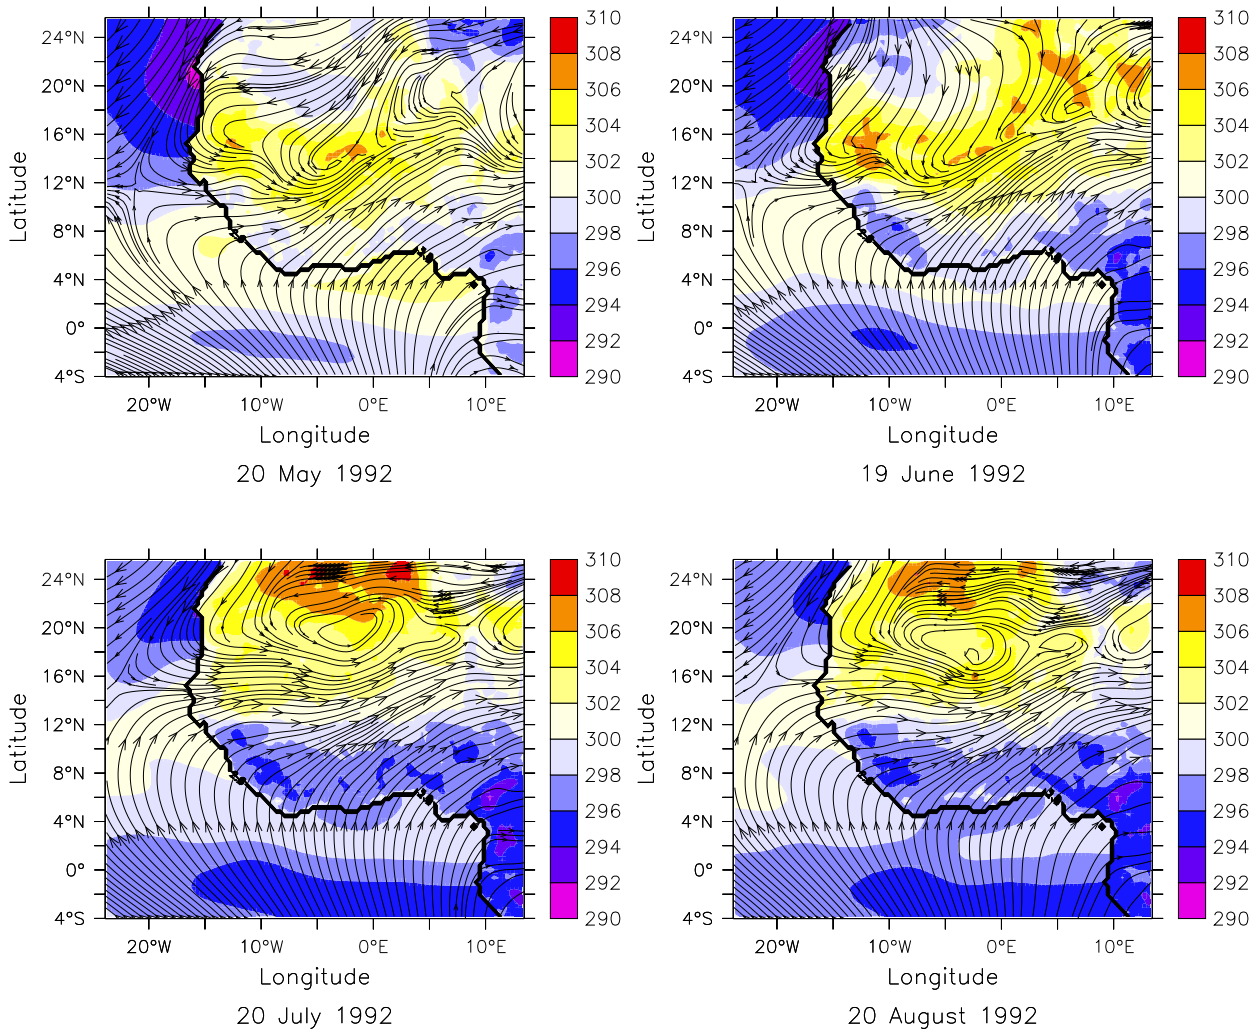 310
308
306
304
302
300
298
296
294
292
290
24°N
20°N
16°N
12°N
8°N
4°N
0°
4°S
Latitude
20°W 10°W 0°E 10°E
Longitude
20 May 1992
310
308
306
304
302
300
298
296
294
292
290
24°N
20°N
16°N
12°N
8°N
4°N
0°
4°S
Latitude
20°W 10°W 0°E 10°E
Longitude
19 June 1992
310
308
306
304
302
300
298
296
294
292
290
24°N
20°N
16°N
12°N
8°N
4°N
0°
4°S
Latitude
20°W 10°W 0°E 10°E
Longitude
20 July 1992
310
308
306
304
302
300
298
296
294
292
290
24°N
20°N
16°N
12°N
8°N
4°N
0°
4°S
Latitude
20°W 10°W 0°E 10°E
Longitude
20 August 1992